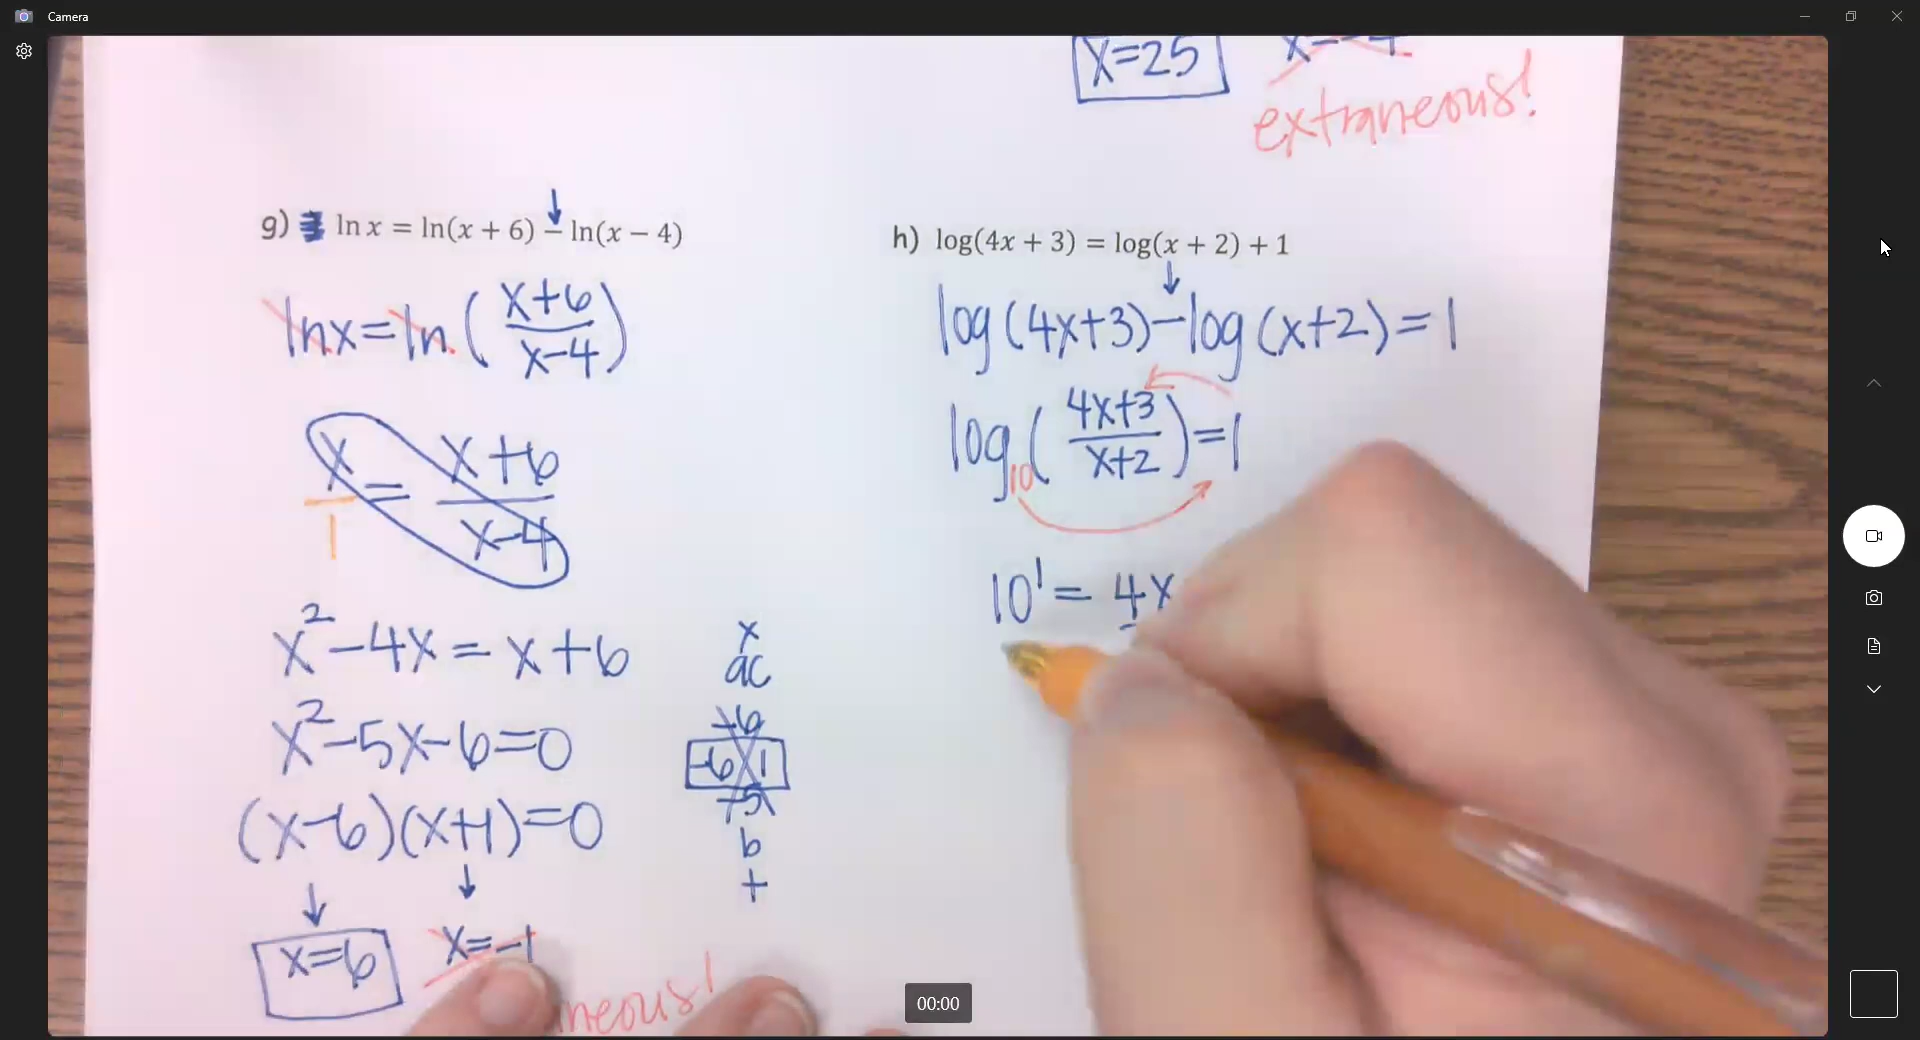 Camera
x=25 x=-4
extraneous!
g) ln x = ln(x + 6) − ln(x − 4)
ln x = ln ( x+6 / x-4 )
x / 1 = x+6 / x-4
x² - 4x = x + 6
x² - 5x - 6 = 0
(x-6)(x+1) = 0
x=6 x=-1
neous!
x
ac
-6
-6 1
-5
b
+
h) log(4x + 3) = log(x + 2) + 1
log (4x+3) - log (x+2) = 1
log10 ( 4x+3 / x+2 ) = 1
10¹ = 4x
00:00